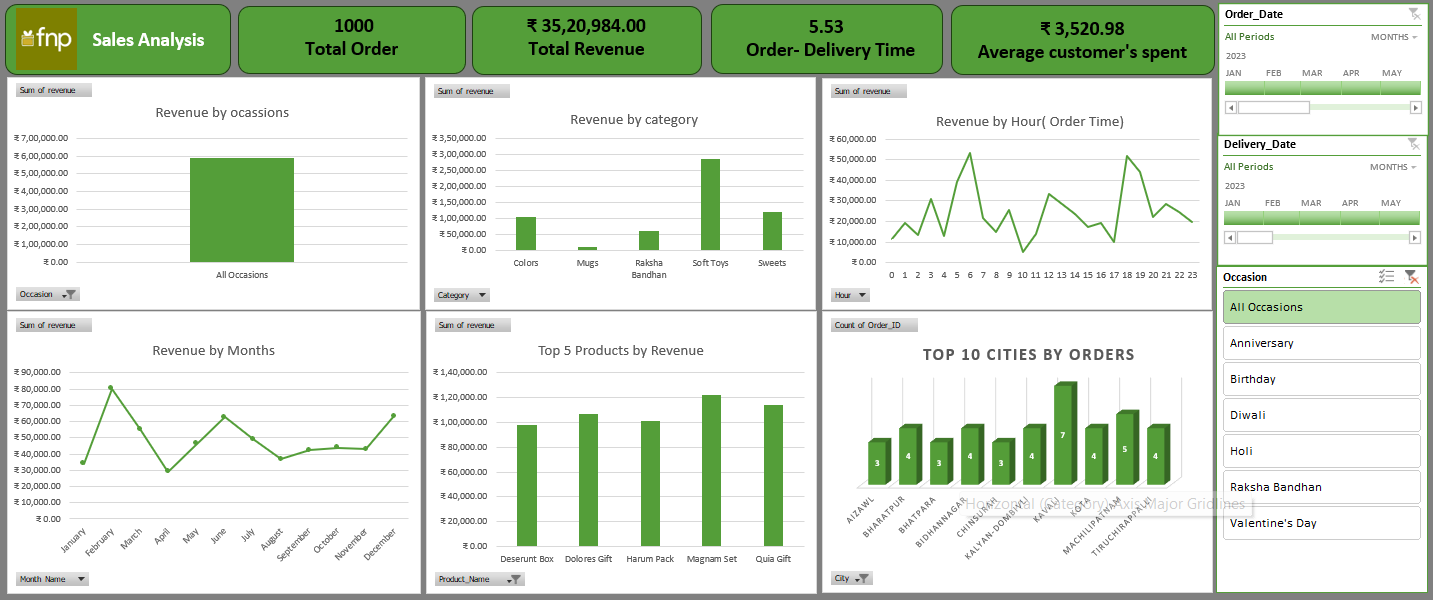 fnp
Sales Analysis
1000
Total Order
₹ 35,20,984.00
Total Revenue
5.53
Order- Delivery Time
₹ 3,520.98
Average customer's spent
Sum of revenue
Revenue by ocassions
₹ 7,00,000.00
₹ 6,00,000.00
₹ 5,00,000.00
₹ 4,00,000.00
₹ 3,00,000.00
₹ 2,00,000.00
₹ 1,00,000.00
₹ 0.00
All Occasions
Occasion
Sum of revenue
Revenue by category
₹ 3,50,000.00
₹ 3,00,000.00
₹ 2,50,000.00
₹ 2,00,000.00
₹ 1,50,000.00
₹ 1,00,000.00
₹ 50,000.00
₹ 0.00
Colors Mugs Raksha Bandhan Soft Toys Sweets
Category
Sum of revenue
Revenue by Hour( Order Time)
₹ 60,000.00
₹ 50,000.00
₹ 40,000.00
₹ 30,000.00
₹ 20,000.00
₹ 10,000.00
₹ 0.00
0 1 2 3 4 5 6 7 8 9 10 11 12 13 14 15 16 17 18 19 20 21 22 23
Hour
Order_Date
All Periods MONTHS
2023
JAN FEB MAR APR MAY
Delivery_Date
All Periods MONTHS
2023
JAN FEB MAR APR MAY
Sum of revenue
Revenue by Months
₹ 90,000.00
₹ 80,000.00
₹ 70,000.00
₹ 60,000.00
₹ 50,000.00
₹ 40,000.00
₹ 30,000.00
₹ 20,000.00
₹ 10,000.00
₹ 0.00
January February March April May June July August September October November December
Month Name
Sum of revenue
Top 5 Products by Revenue
₹ 1,40,000.00
₹ 1,20,000.00
₹ 1,00,000.00
₹ 80,000.00
₹ 60,000.00
₹ 40,000.00
₹ 20,000.00
₹ 0.00
Deserunt Box Dolores Gift Harum Pack Magnam Set Quia Gift
Product_Name
Count of Order_ID
TOP 10 CITIES BY ORDERS
3 4 3 4 3 4 7 4 5 4
AIZAWL BHARATPUR BHATPARA BIDHANNAGAR CHINSURAH KALYAN-DOMBIVLI KAVALI KOTA MACHILIPATNAM TIRUCHIRAPPALLI
Horizontal (Category) Axis Major Gridlines
City
Occasion
All Occasions
Anniversary
Birthday
Diwali
Holi
Raksha Bandhan
Valentine's Day